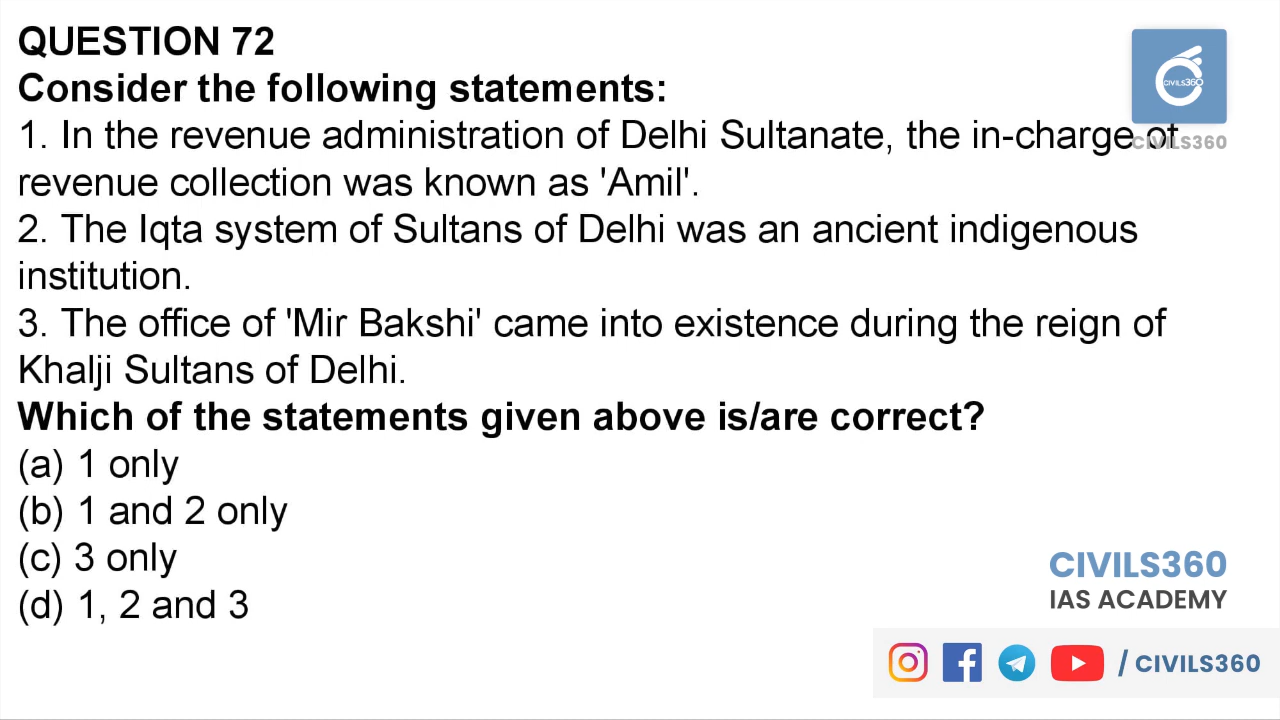 QUESTION 72
Consider the following statements:
1. In the revenue administration of Delhi Sultanate, the in-charge of
revenue collection was known as 'Amil'.
2. The Iqta system of Sultans of Delhi was an ancient indigenous
institution.
3. The office of 'Mir Bakshi' came into existence during the reign of
Khalji Sultans of Delhi.
Which of the statements given above is/are correct?
(a) 1 only
(b) 1 and 2 only
(c) 3 only
(d) 1, 2 and 3
CIVILS360
CIVILS360
CIVILS360
IAS ACADEMY
/ CIVILS360